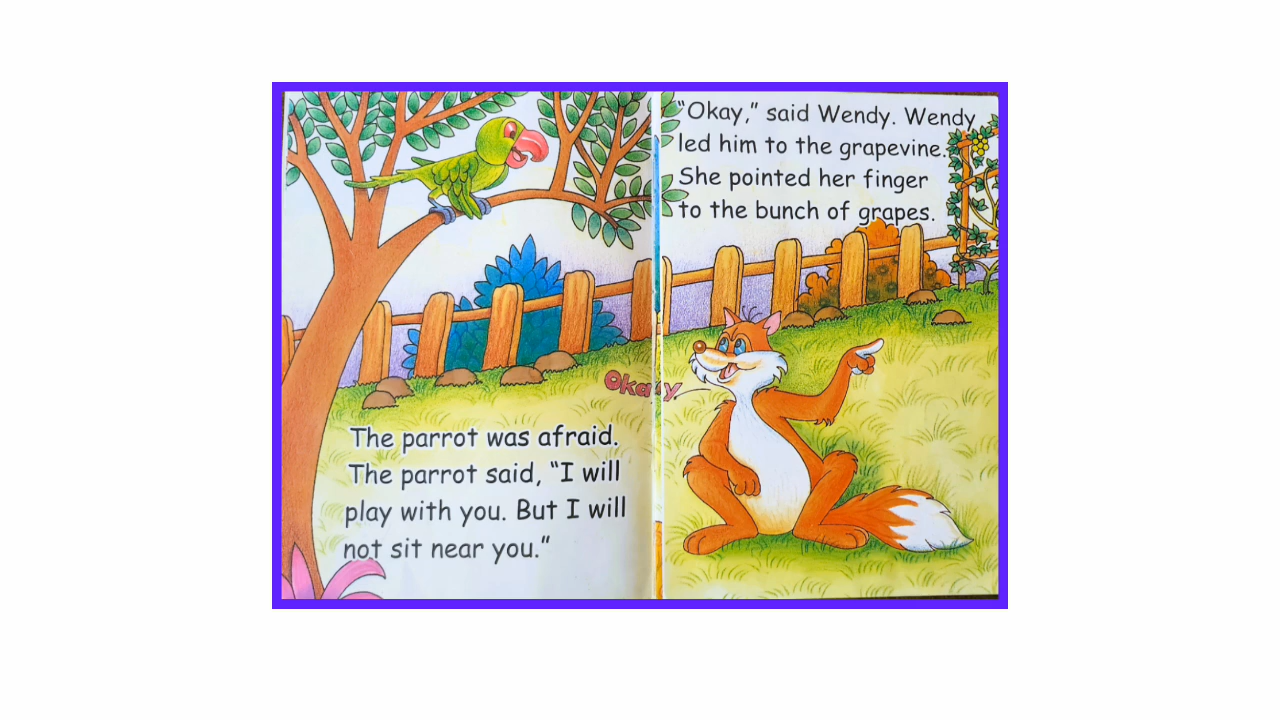 The parrot was afraid.
The parrot said, “I will
play with you. But I will
not sit near you.”
Okay
“Okay,” said Wendy. Wendy
led him to the grapevine.
She pointed her finger
to the bunch of grapes.